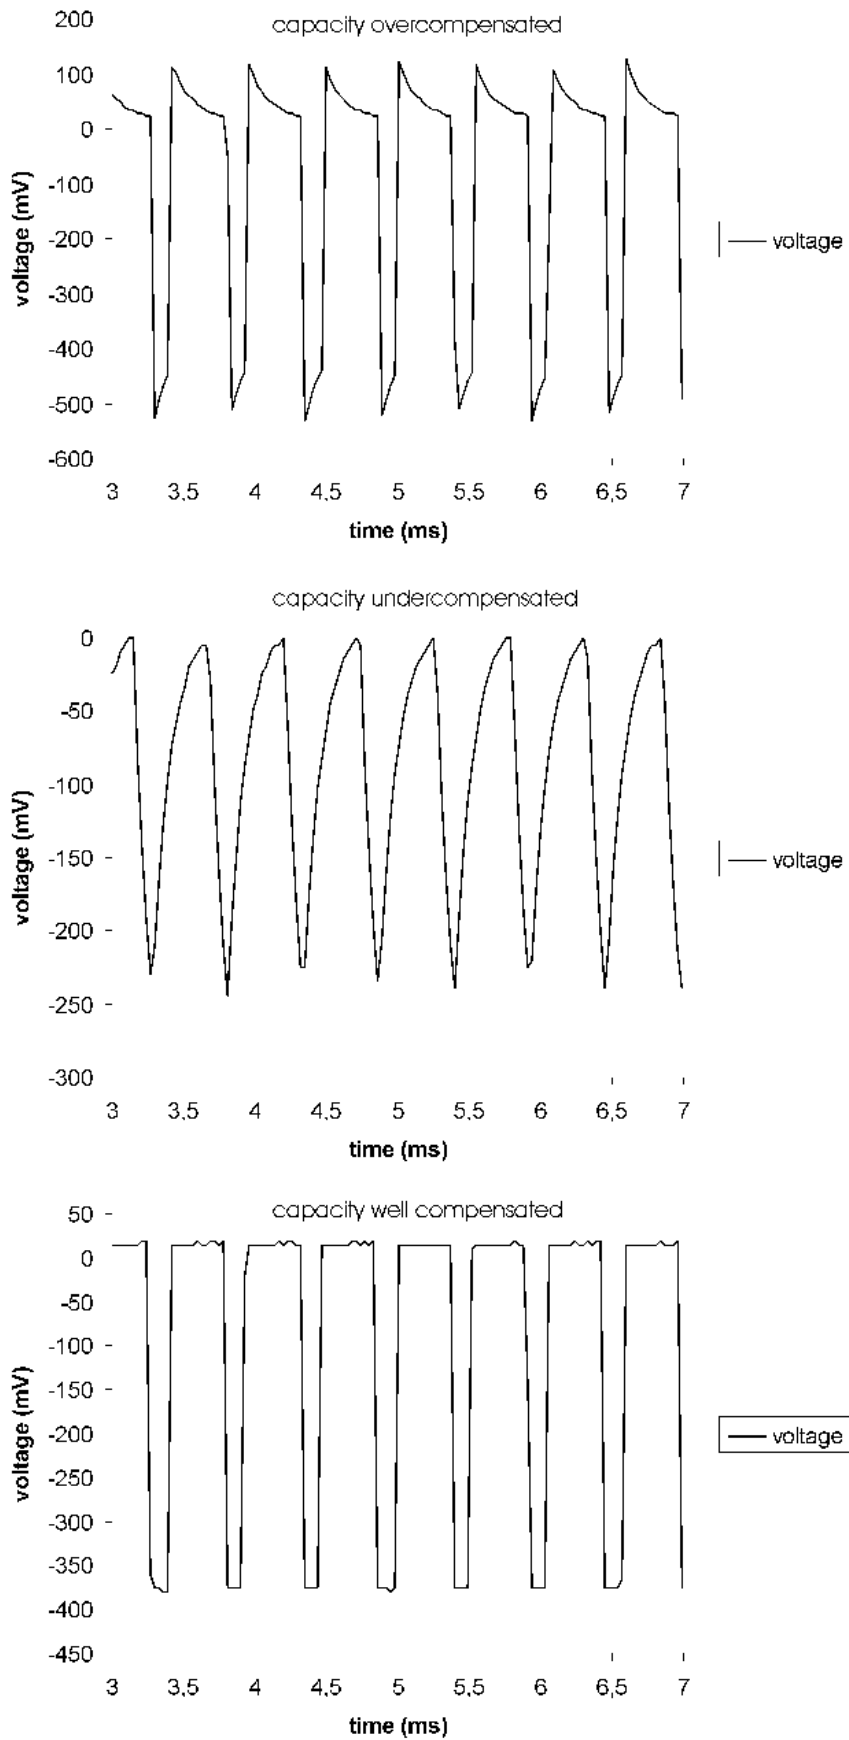 capacity overcompensated
200
100
0
-100
-200
-300
-400
-500
-600
voltage (mV)
voltage
3 3,5 4 4,5 5 5,5 6 6,5 7
time (ms)
capacity undercompensated
0
-50
-100
-150
-200
-250
-300
voltage (mV)
voltage
3 3,5 4 4,5 5 5,5 6 6,5 7
time (ms)
capacity well compensated
50
0
-50
-100
-150
-200
-250
-300
-350
-400
-450
voltage (mV)
voltage
3 3,5 4 4,5 5 5,5 6 6,5 7
time (ms)